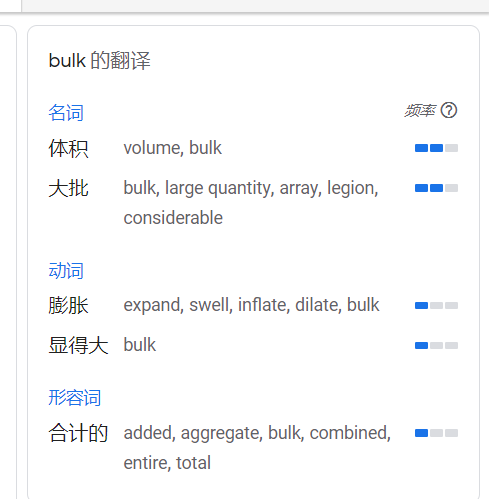 bulk 的翻译
名词 频率
体积 volume, bulk
大批 bulk, large quantity, array, legion,
considerable
动词
膨胀 expand, swell, inflate, dilate, bulk
显得大 bulk
形容词
合计的 added, aggregate, bulk, combined,
entire, total